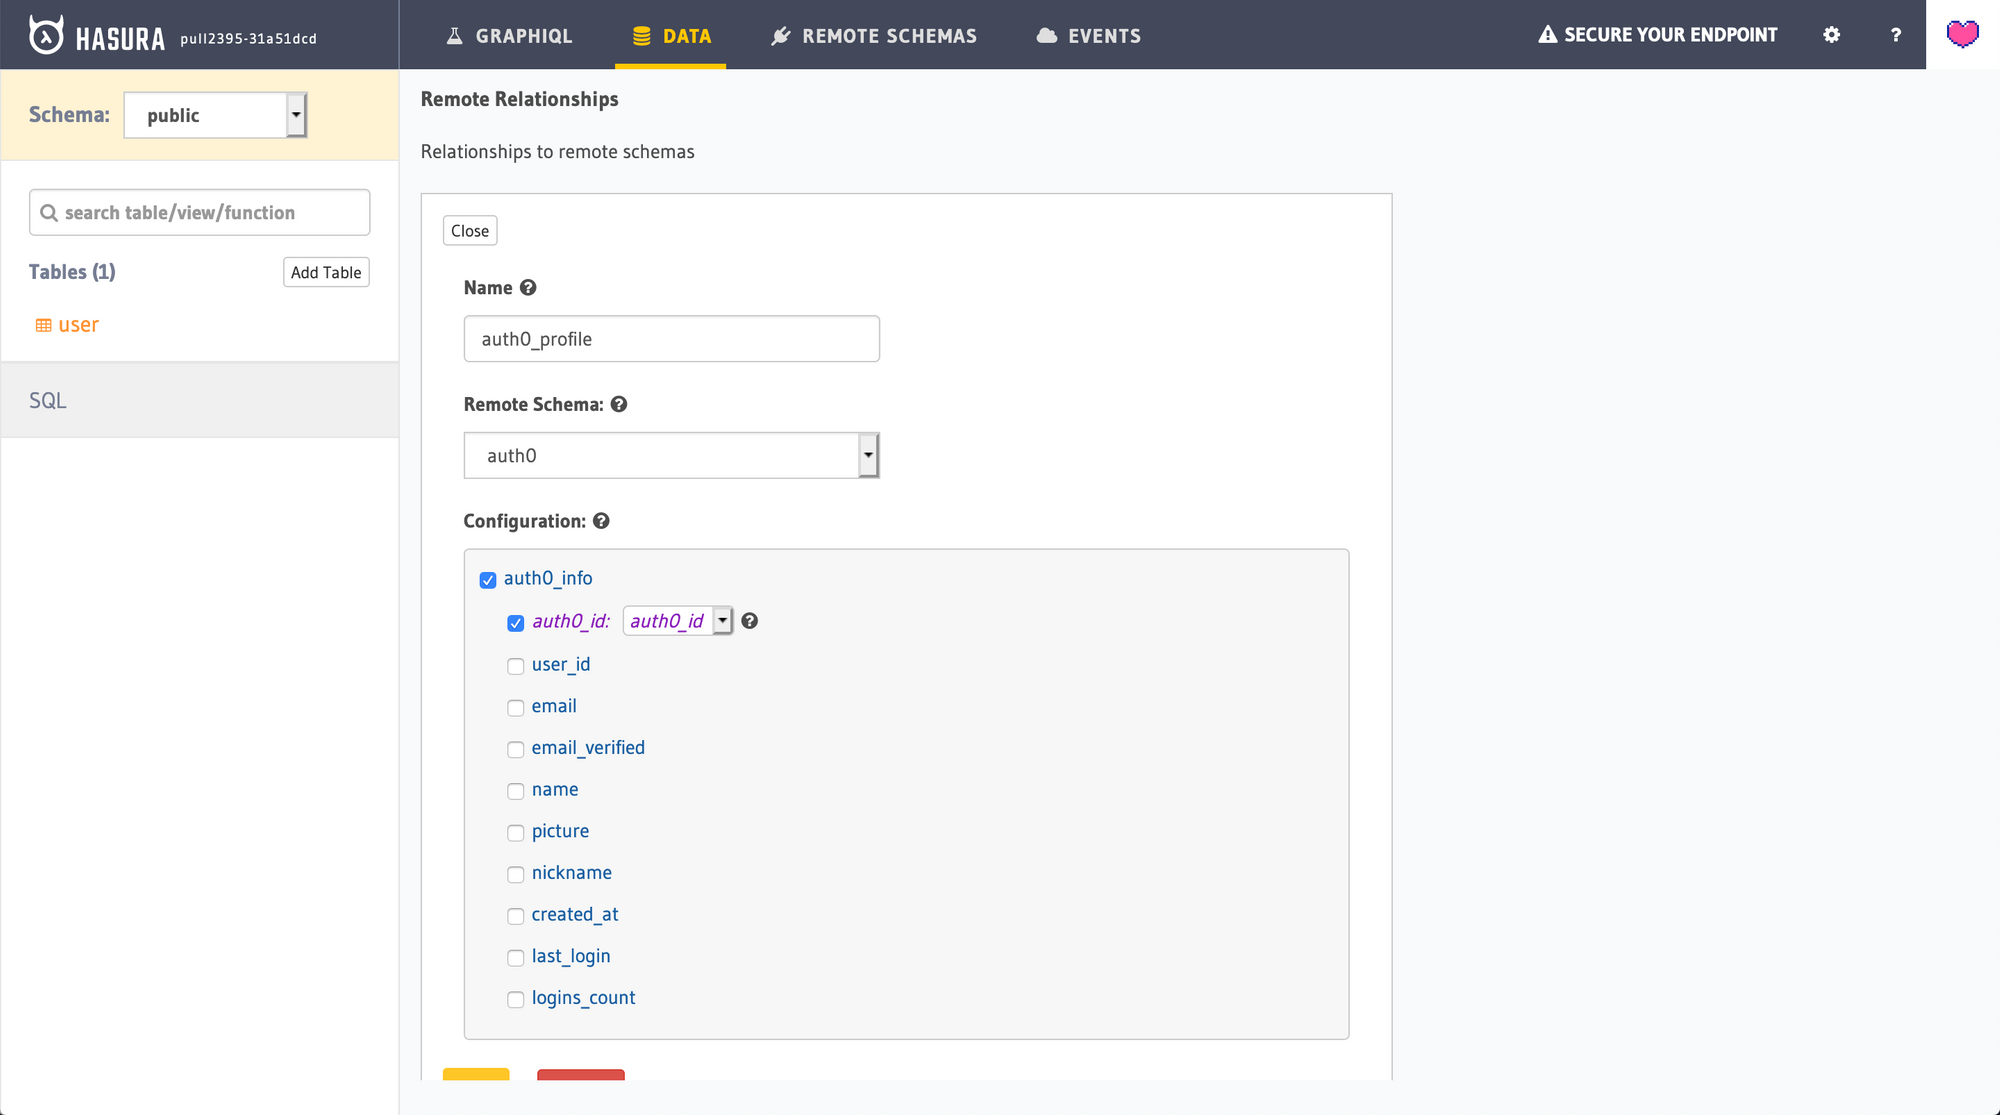 HASURA pull2395-31a51dcd GRAPHIQL DATA REMOTE SCHEMAS EVENTS SECURE YOUR ENDPOINT ?
Schema: public
search table/view/function
Tables (1) Add Table
user
SQL
Remote Relationships
Relationships to remote schemas
Close
Name ?
auth0_profile
Remote Schema: ?
auth0
Configuration: ?
auth0_info
auth0_id: auth0_id ?
user_id
email
email_verified
name
picture
nickname
created_at
last_login
logins_count